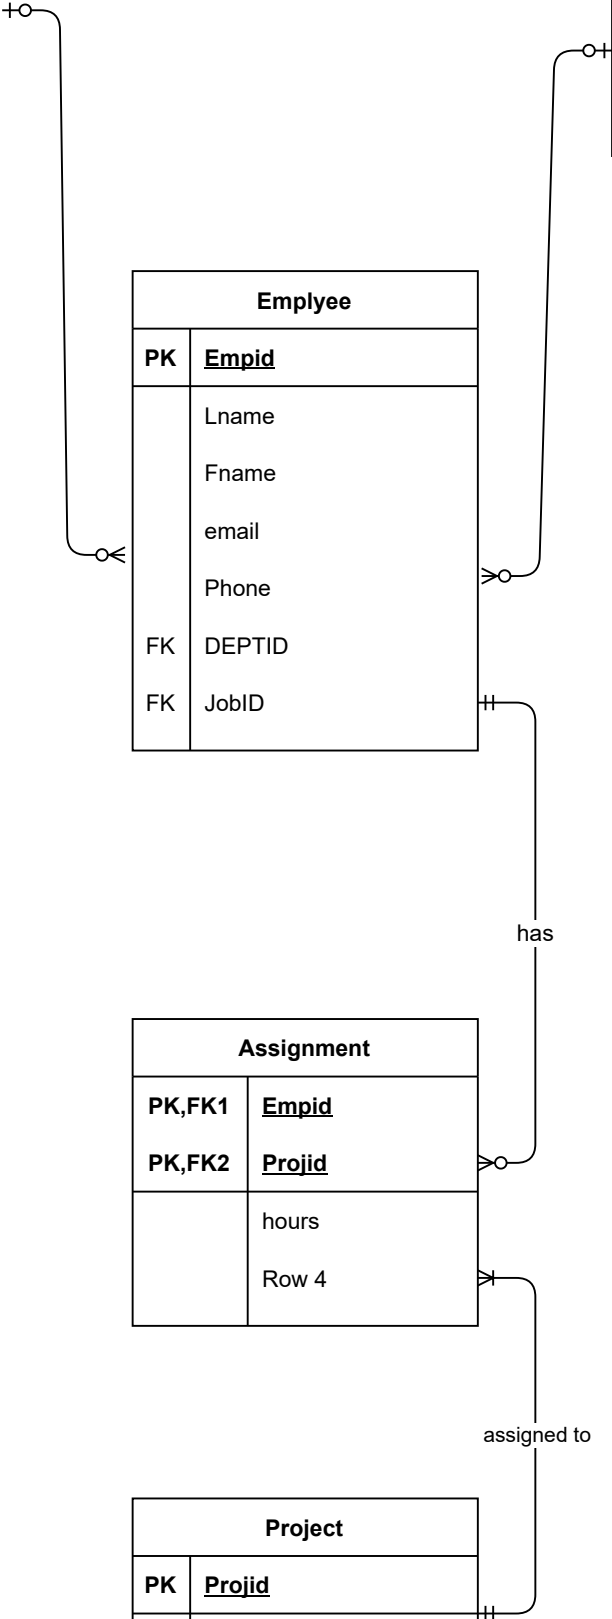 Emplyee
PK Empid
Lname
Fname
email
Phone
FK DEPTID
FK JobID
has
Assignment
PK,FK1 Empid
PK,FK2 Projid
hours
Row 4
assigned to
Project
PK Projid